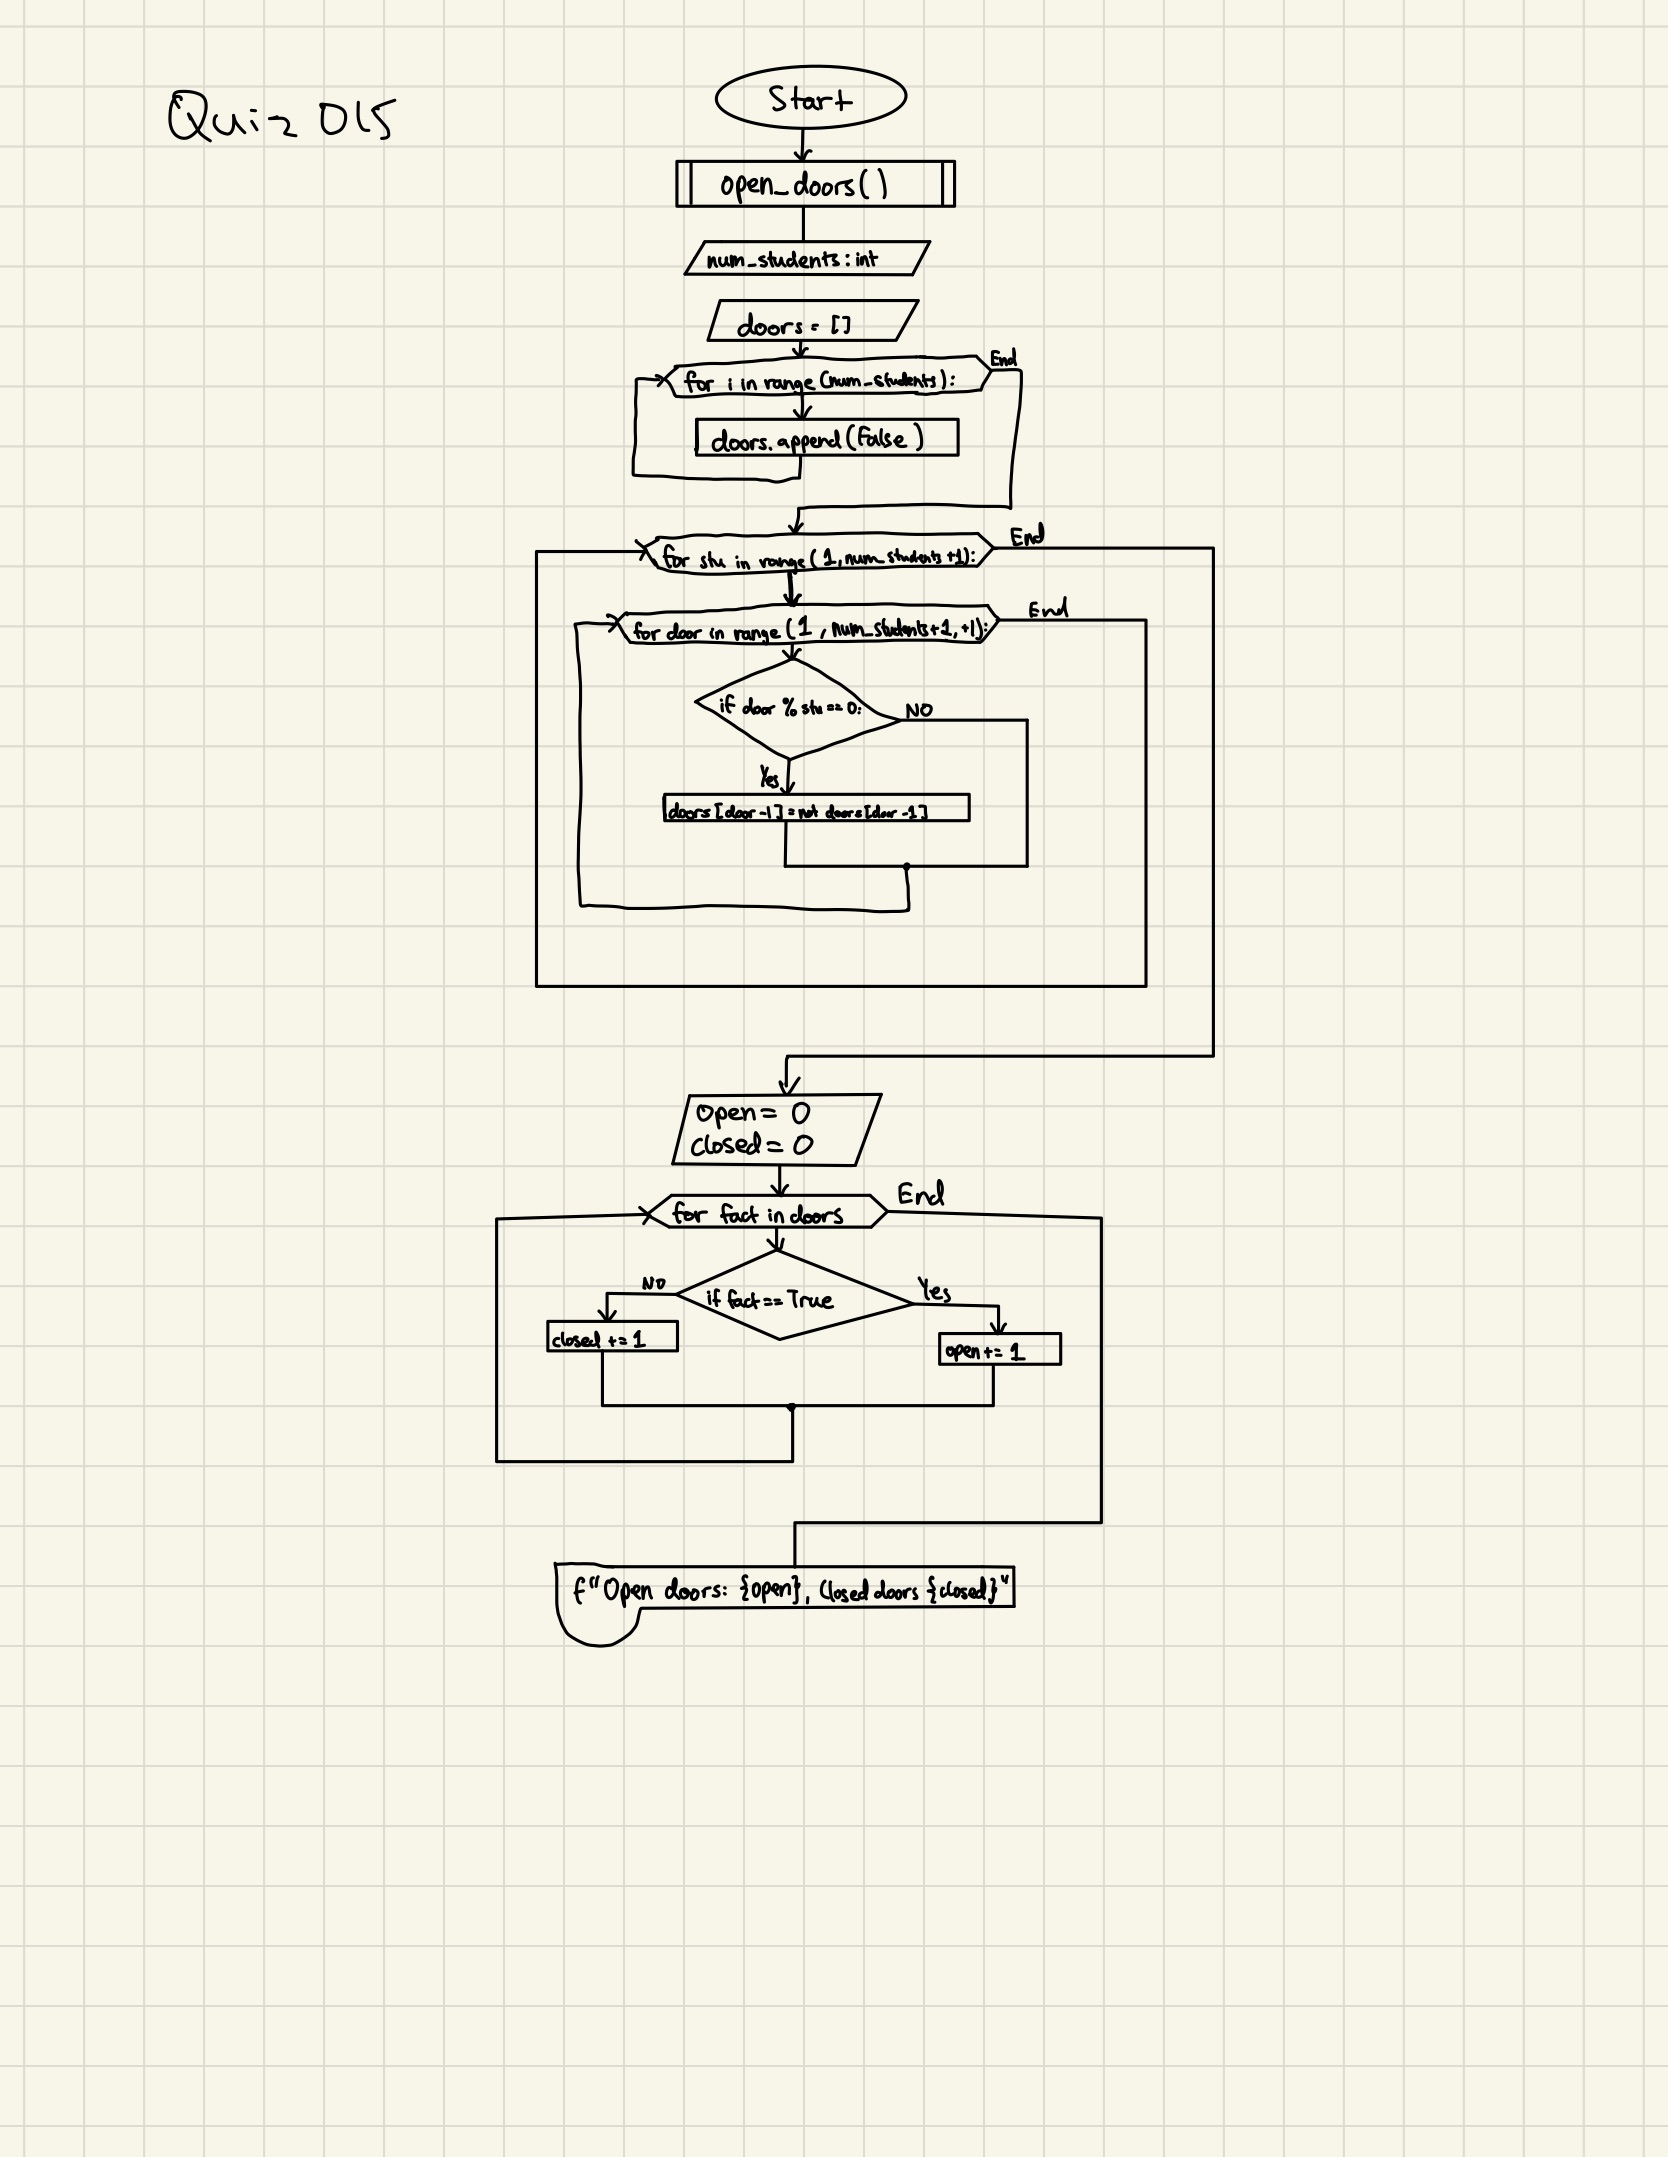 Quiz 015
Start
open_doors()
num_students: int
doors = []
End
for i in range (num_students):
doors.append(False)
End
for stu in range (1, num_students +1):
End
for door in range (1, num_students+1, +1):
if door % stu == 0:
NO
Yes
doors [door -1] = not doors [door -1]
Open = 0
closed = 0
End
for fact in doors
NO
if fact == True
Yes
closed += 1
open += 1
f"Open doors: {open}, Closed doors {closed}"